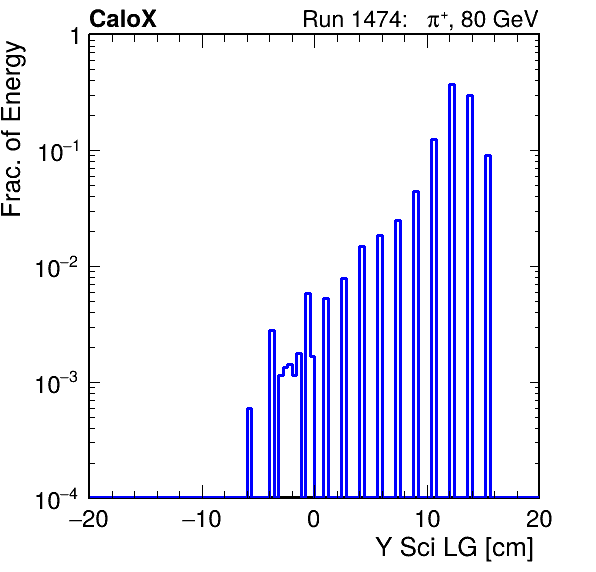 CaloX Run 1474: π⁺, 80 GeV
Frac. of Energy
1
10⁻¹
10⁻²
10⁻³
10⁻⁴
−20 −10 0 10 20
Y Sci LG [cm]